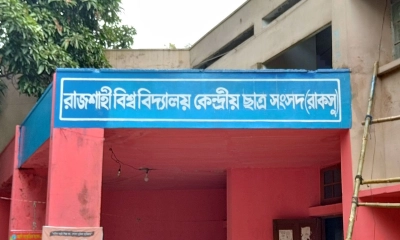 রাজশাহী বিশ্ববিদ্যালয় কেন্দ্রীয় ছাত্র সংসদ (রাকসু)